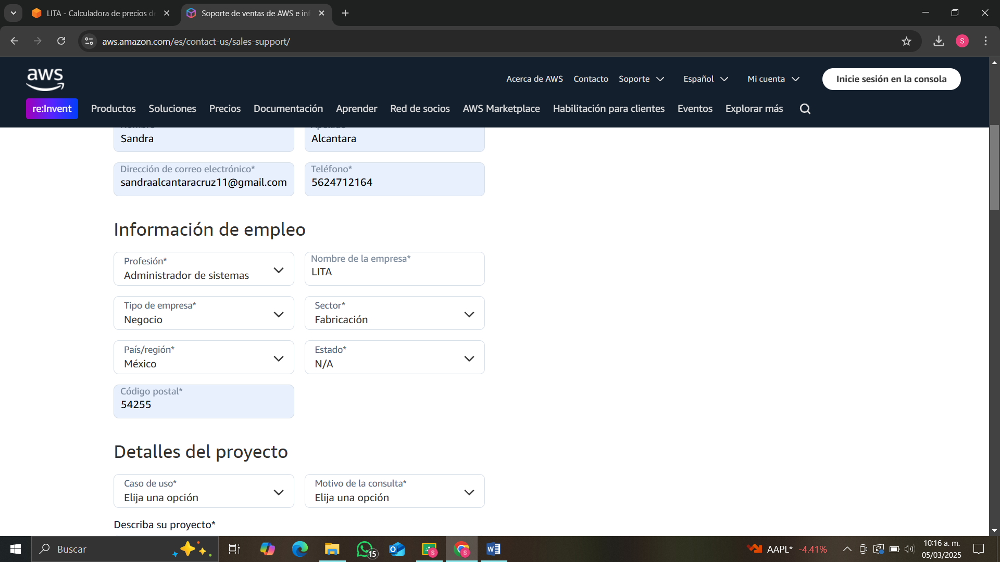 LITA - Calculadora de precios de
Soporte de ventas de AWS e inf
aws.amazon.com/es/contact-us/sales-support/
S
aws
Acerca de AWS
Contacto
Soporte
Español
Mi cuenta
Inicie sesión en la consola
re:Invent
Productos
Soluciones
Precios
Documentación
Aprender
Red de socios
AWS Marketplace
Habilitación para clientes
Eventos
Explorar más
Sandra
Alcantara
Dirección de correo electrónico*
sandraalcantaracruz11@gmail.com
Teléfono*
5624712164
Información de empleo
Profesión*
Administrador de sistemas
Nombre de la empresa*
LITA
Tipo de empresa*
Negocio
Sector*
Fabricación
País/región*
México
Estado*
N/A
Código postal*
54255
Detalles del proyecto
Caso de uso*
Elija una opción
Motivo de la consulta*
Elija una opción
Describa su proyecto*
Buscar
15
S
S
AAPL* -4.41%
10:16 a. m.
05/03/2025